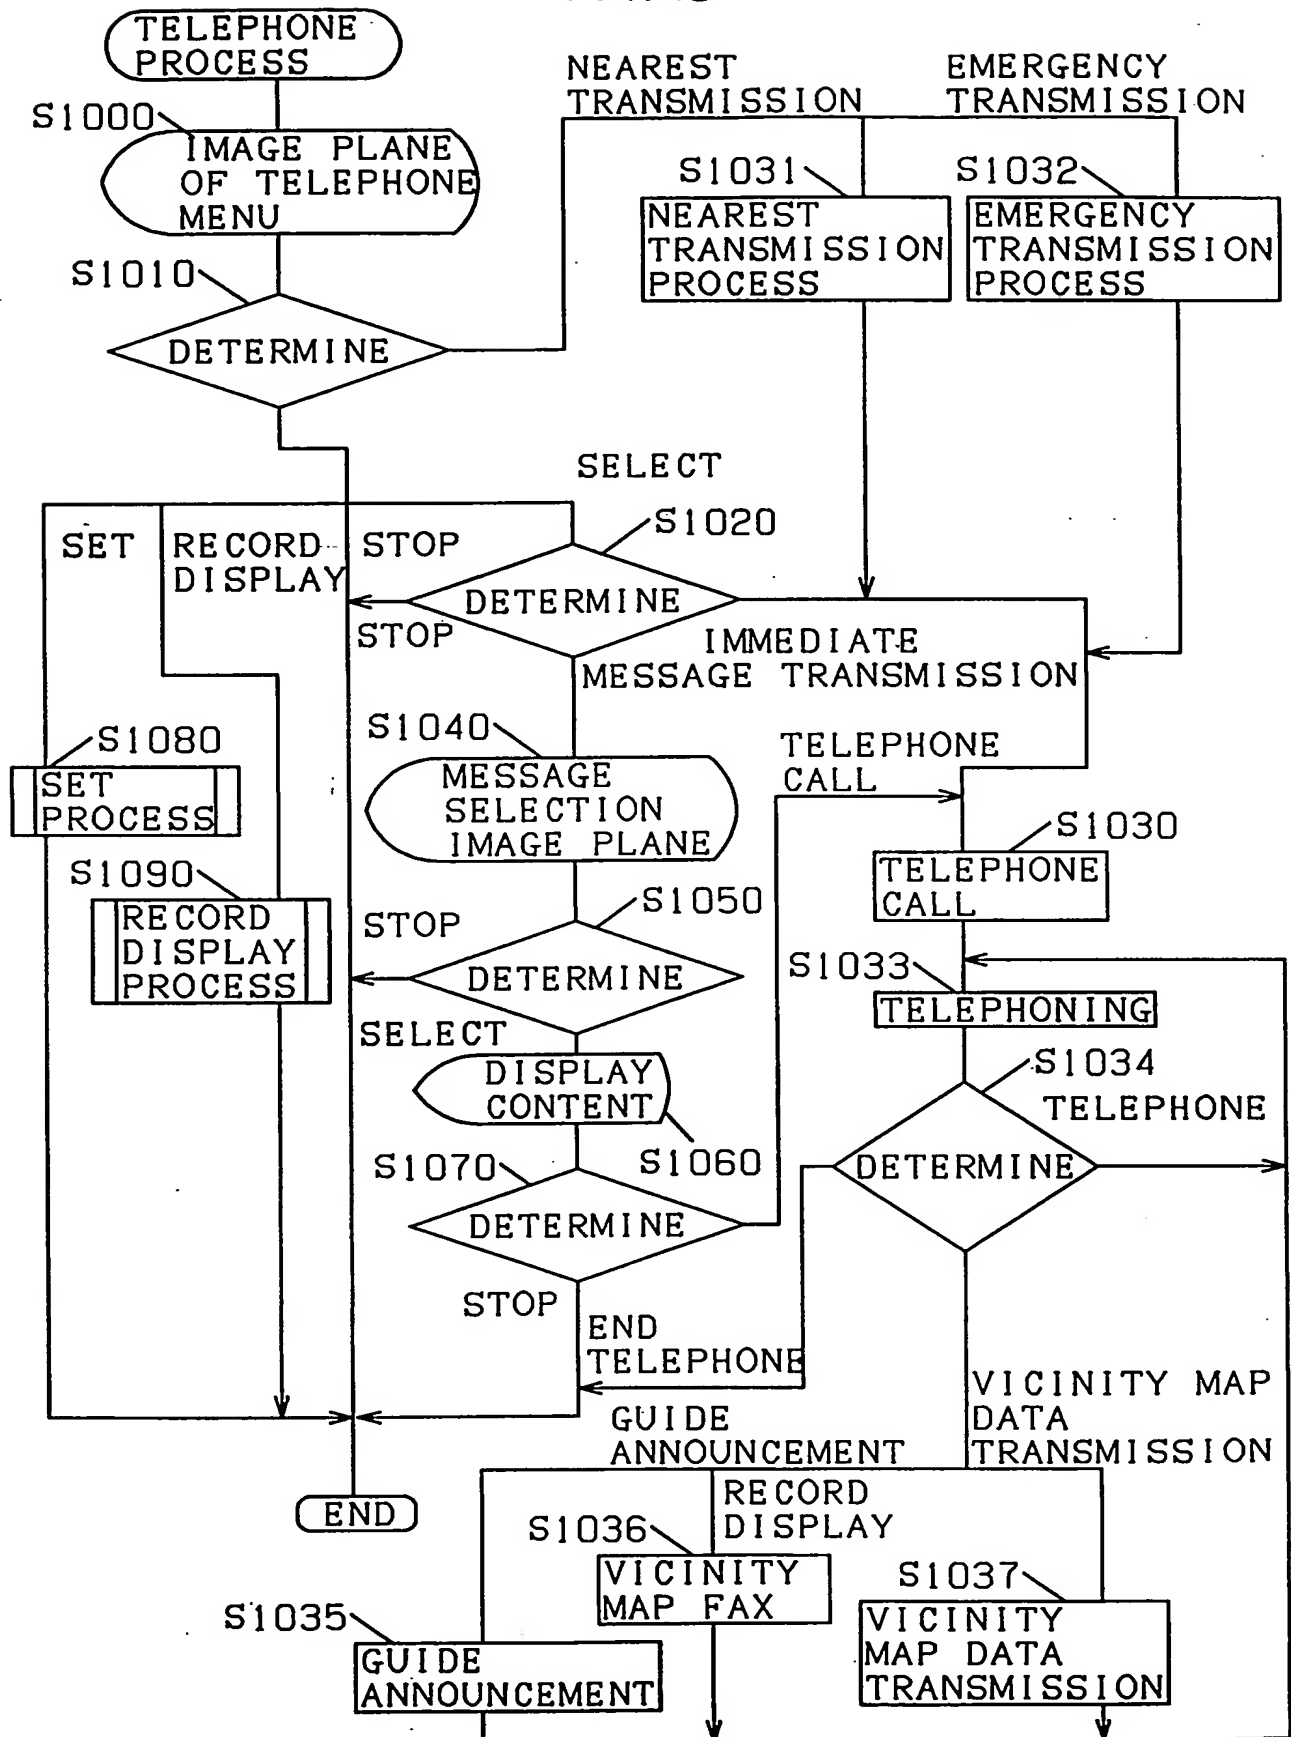 TELEPHONE
PROCESS
NEAREST
TRANSMISSION
EMERGENCY
TRANSMISSION
S1000
IMAGE PLANE
OF TELEPHONE
MENU
S1031
S1032
NEAREST
TRANSMISSION
PROCESS
EMERGENCY
TRANSMISSION
PROCESS
S1010
DETERMINE
SELECT
S1020
SET
RECORD
DISPLAY
STOP
DETERMINE
STOP
IMMEDIATE
MESSAGE TRANSMISSION
S1040
TELEPHONE
CALL
S1080
SET
PROCESS
MESSAGE
SELECTION
IMAGE PLANE
S1030
TELEPHONE
CALL
S1090
RECORD
DISPLAY
PROCESS
S1050
STOP
DETERMINE
S1033
TELEPHONING
SELECT
DISPLAY
CONTENT
S1034
TELEPHONE
S1060
S1070
DETERMINE
DETERMINE
STOP
END
TELEPHONE
VICINITY MAP
DATA
TRANSMISSION
GUIDE
ANNOUNCEMENT
RECORD
DISPLAY
END
S1036
VICINITY
MAP FAX
S1037
VICINITY
MAP DATA
TRANSMISSION
S1035
GUIDE
ANNOUNCEMENT